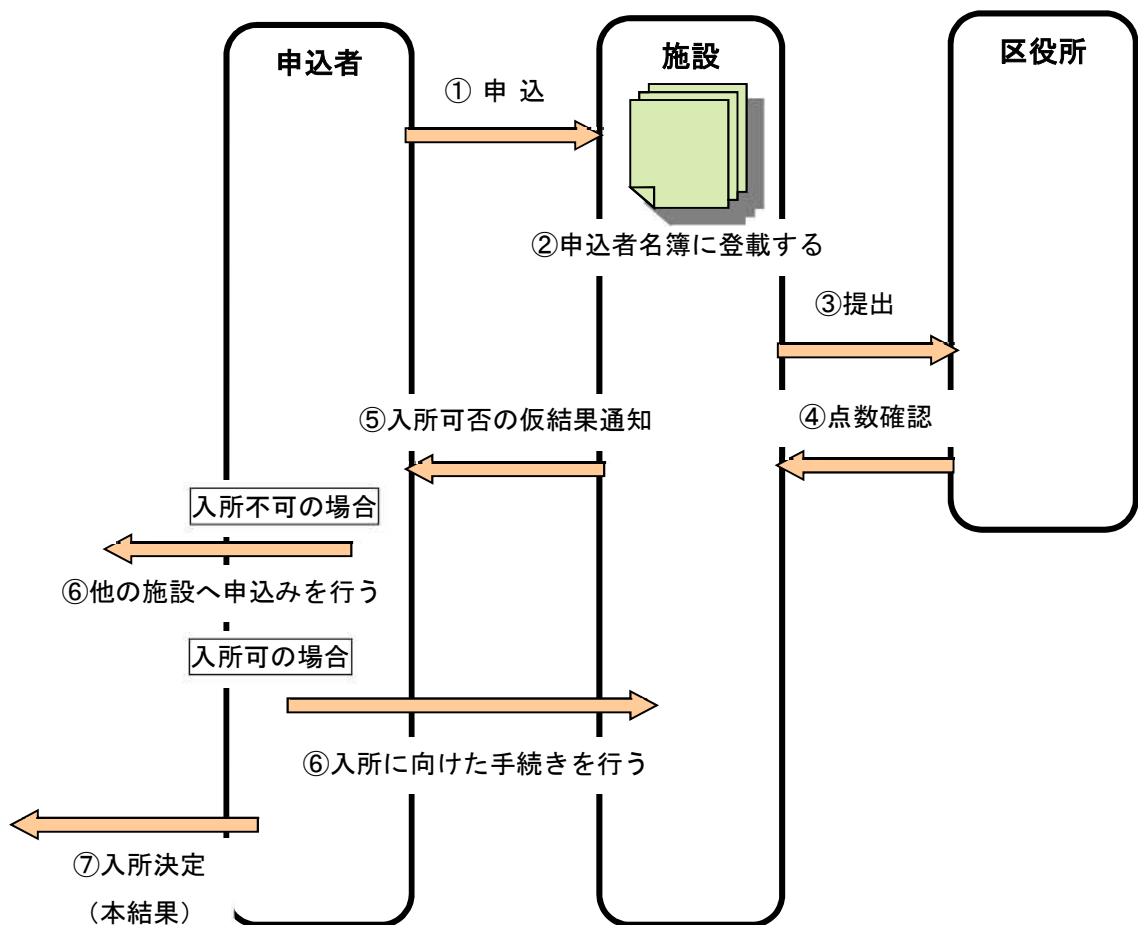 申込者
施設
区役所
① 申 込
②申込者名簿に登載する
③提出
④点数確認
⑤入所可否の仮結果通知
入所不可の場合
⑥他の施設へ申込みを行う
入所可の場合
⑥入所に向けた手続きを行う
⑦入所決定
（本結果）